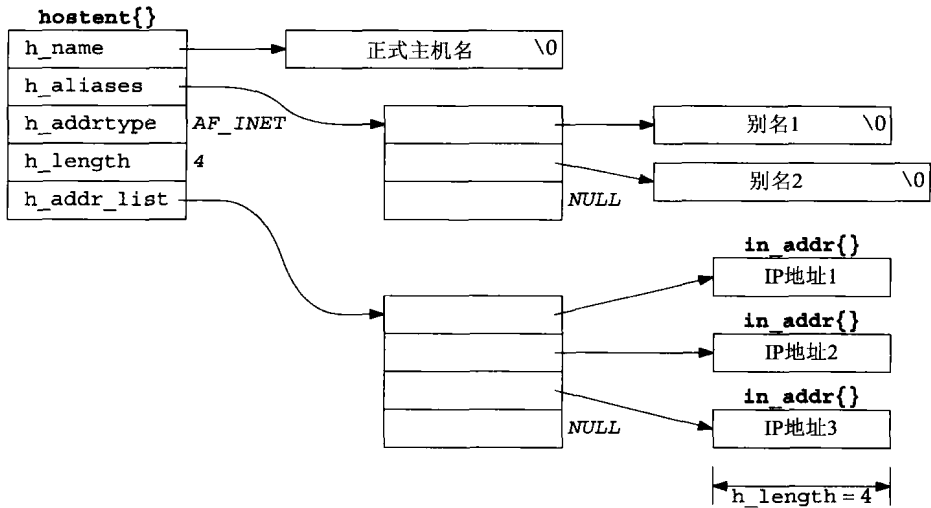 hostent{}
h_name
正式主机名 \0
h_aliases
h_addrtype AF_INET
别名1 \0
h_length 4
别名2 \0
h_addr_list
NULL
in_addr{}
IP地址1
in_addr{}
IP地址2
in_addr{}
NULL
IP地址3
h_length = 4